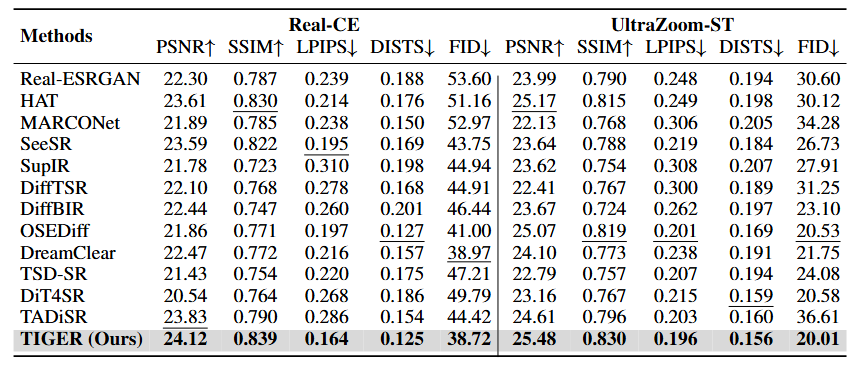 Methods Real-CE UltraZoom-ST
PSNR↑ SSIM↑ LPIPS↓ DISTS↓ FID↓ PSNR↑ SSIM↑ LPIPS↓ DISTS↓ FID↓
Real-ESRGAN 22.30 0.787 0.239 0.188 53.60 23.99 0.790 0.248 0.194 30.60
HAT 23.61 0.830 0.214 0.176 51.16 25.17 0.815 0.249 0.198 30.12
MARCONet 21.89 0.785 0.238 0.150 52.97 22.13 0.768 0.306 0.205 34.28
SeeSR 23.59 0.822 0.195 0.169 43.75 23.64 0.788 0.219 0.184 26.73
SupIR 21.78 0.723 0.310 0.198 44.94 23.62 0.754 0.308 0.207 27.91
DiffTSR 22.10 0.768 0.278 0.168 44.91 22.41 0.767 0.300 0.189 31.25
DiffBIR 22.44 0.747 0.260 0.201 46.44 23.67 0.724 0.262 0.197 23.10
OSEDiff 21.86 0.771 0.197 0.127 41.00 25.07 0.819 0.201 0.169 20.53
DreamClear 22.47 0.772 0.216 0.157 38.97 24.10 0.773 0.238 0.191 21.75
TSD-SR 21.43 0.754 0.220 0.175 47.21 22.79 0.757 0.207 0.194 24.08
DiT4SR 20.54 0.764 0.268 0.186 49.79 23.16 0.767 0.215 0.159 20.58
TADiSR 23.83 0.790 0.286 0.154 44.42 24.61 0.796 0.203 0.160 36.61
TIGER (Ours) 24.12 0.839 0.164 0.125 38.72 25.48 0.830 0.196 0.156 20.01